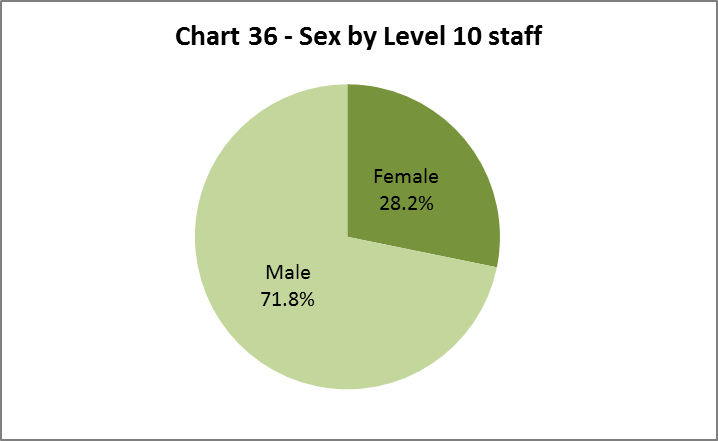 Chart 36 - Sex by Level 10 staff
Female
28.2%
Male
71.8%